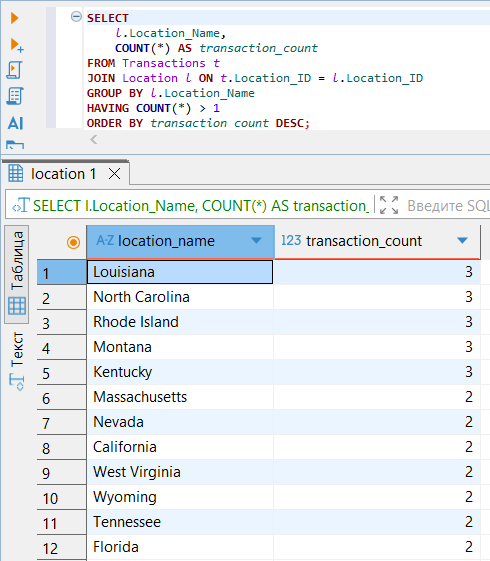 SELECT
l.Location_Name,
COUNT(*) AS transaction_count
FROM Transactions t
JOIN Location l ON t.Location_ID = l.Location_ID
GROUP BY l.Location_Name
HAVING COUNT(*) > 1
ORDER BY transaction_count DESC;
AI
location 1
T SELECT l.Location_Name, COUNT(*) AS transaction_
Введите SQL
Таблица
Текст
A-Z location_name 123 transaction_count
1 Louisiana 3
2 North Carolina 3
3 Rhode Island 3
4 Montana 3
5 Kentucky 3
6 Massachusetts 2
7 Nevada 2
8 California 2
9 West Virginia 2
10 Wyoming 2
11 Tennessee 2
12 Florida 2